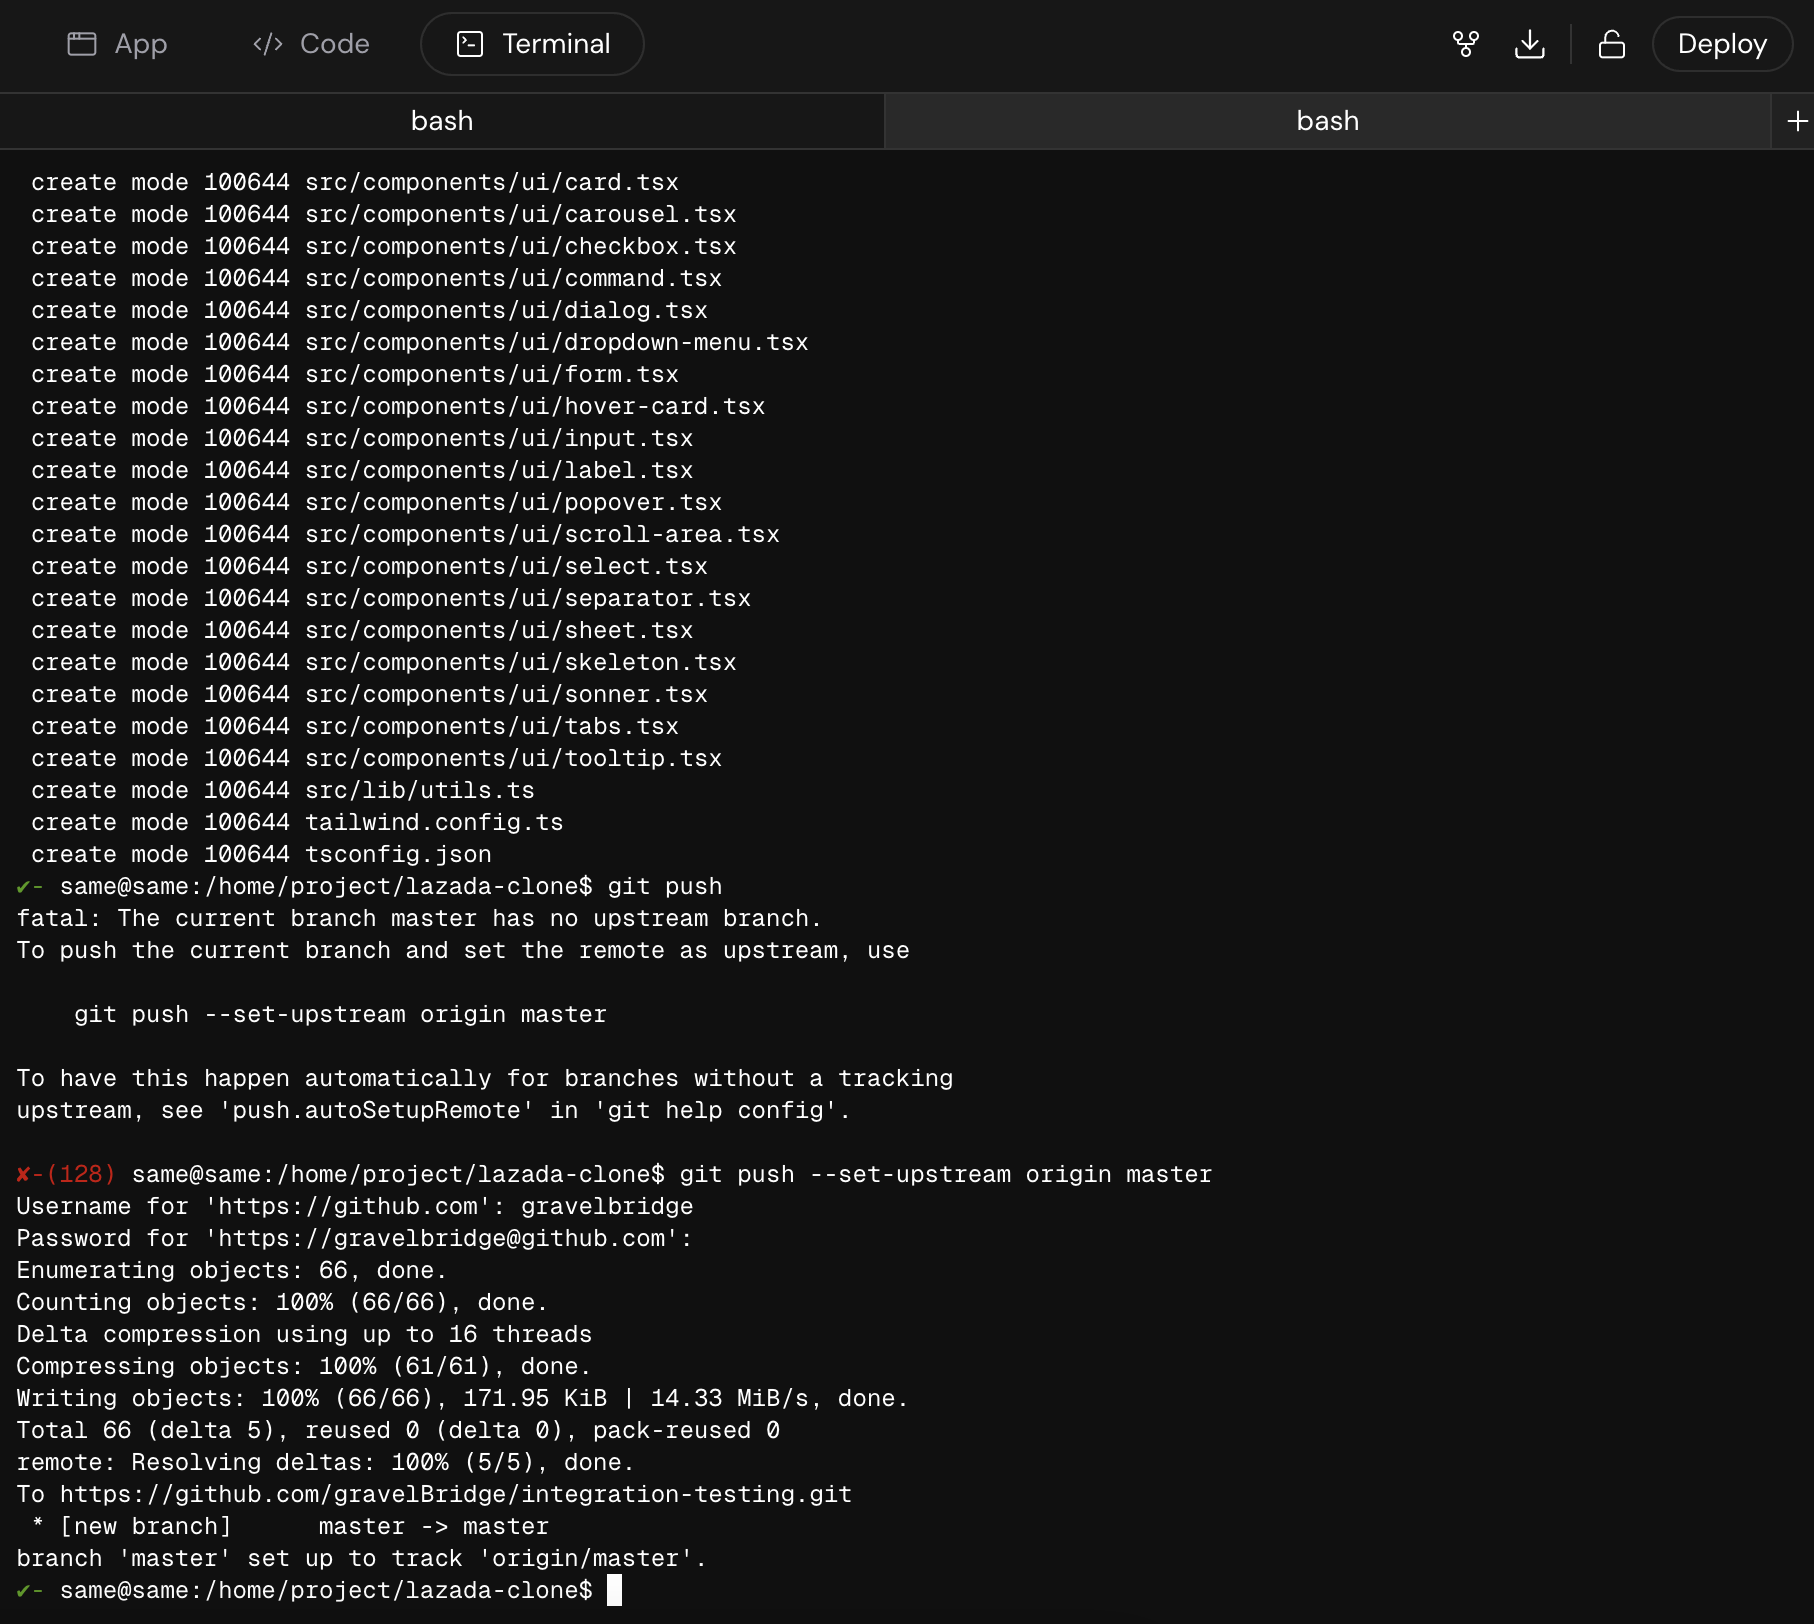 App
Code
Terminal
Deploy
bash
bash
+
create mode 100644 src/components/ui/card.tsx
create mode 100644 src/components/ui/carousel.tsx
create mode 100644 src/components/ui/checkbox.tsx
create mode 100644 src/components/ui/command.tsx
create mode 100644 src/components/ui/dialog.tsx
create mode 100644 src/components/ui/dropdown-menu.tsx
create mode 100644 src/components/ui/form.tsx
create mode 100644 src/components/ui/hover-card.tsx
create mode 100644 src/components/ui/input.tsx
create mode 100644 src/components/ui/label.tsx
create mode 100644 src/components/ui/popover.tsx
create mode 100644 src/components/ui/scroll-area.tsx
create mode 100644 src/components/ui/select.tsx
create mode 100644 src/components/ui/separator.tsx
create mode 100644 src/components/ui/sheet.tsx
create mode 100644 src/components/ui/skeleton.tsx
create mode 100644 src/components/ui/sonner.tsx
create mode 100644 src/components/ui/tabs.tsx
create mode 100644 src/components/ui/tooltip.tsx
create mode 100644 src/lib/utils.ts
create mode 100644 tailwind.config.ts
create mode 100644 tsconfig.json
✔- same@same:/home/project/lazada-clone$ git push
fatal: The current branch master has no upstream branch.
To push the current branch and set the remote as upstream, use
git push --set-upstream origin master
To have this happen automatically for branches without a tracking
upstream, see 'push.autoSetupRemote' in 'git help config'.
✘-(128) same@same:/home/project/lazada-clone$ git push --set-upstream origin master
Username for 'https://github.com': gravelbridge
Password for 'https://gravelbridge@github.com':
Enumerating objects: 66, done.
Counting objects: 100% (66/66), done.
Delta compression using up to 16 threads
Compressing objects: 100% (61/61), done.
Writing objects: 100% (66/66), 171.95 KiB | 14.33 MiB/s, done.
Total 66 (delta 5), reused 0 (delta 0), pack-reused 0
remote: Resolving deltas: 100% (5/5), done.
To https://github.com/gravelBridge/integration-testing.git
* [new branch]      master -> master
branch 'master' set up to track 'origin/master'.
✔- same@same:/home/project/lazada-clone$